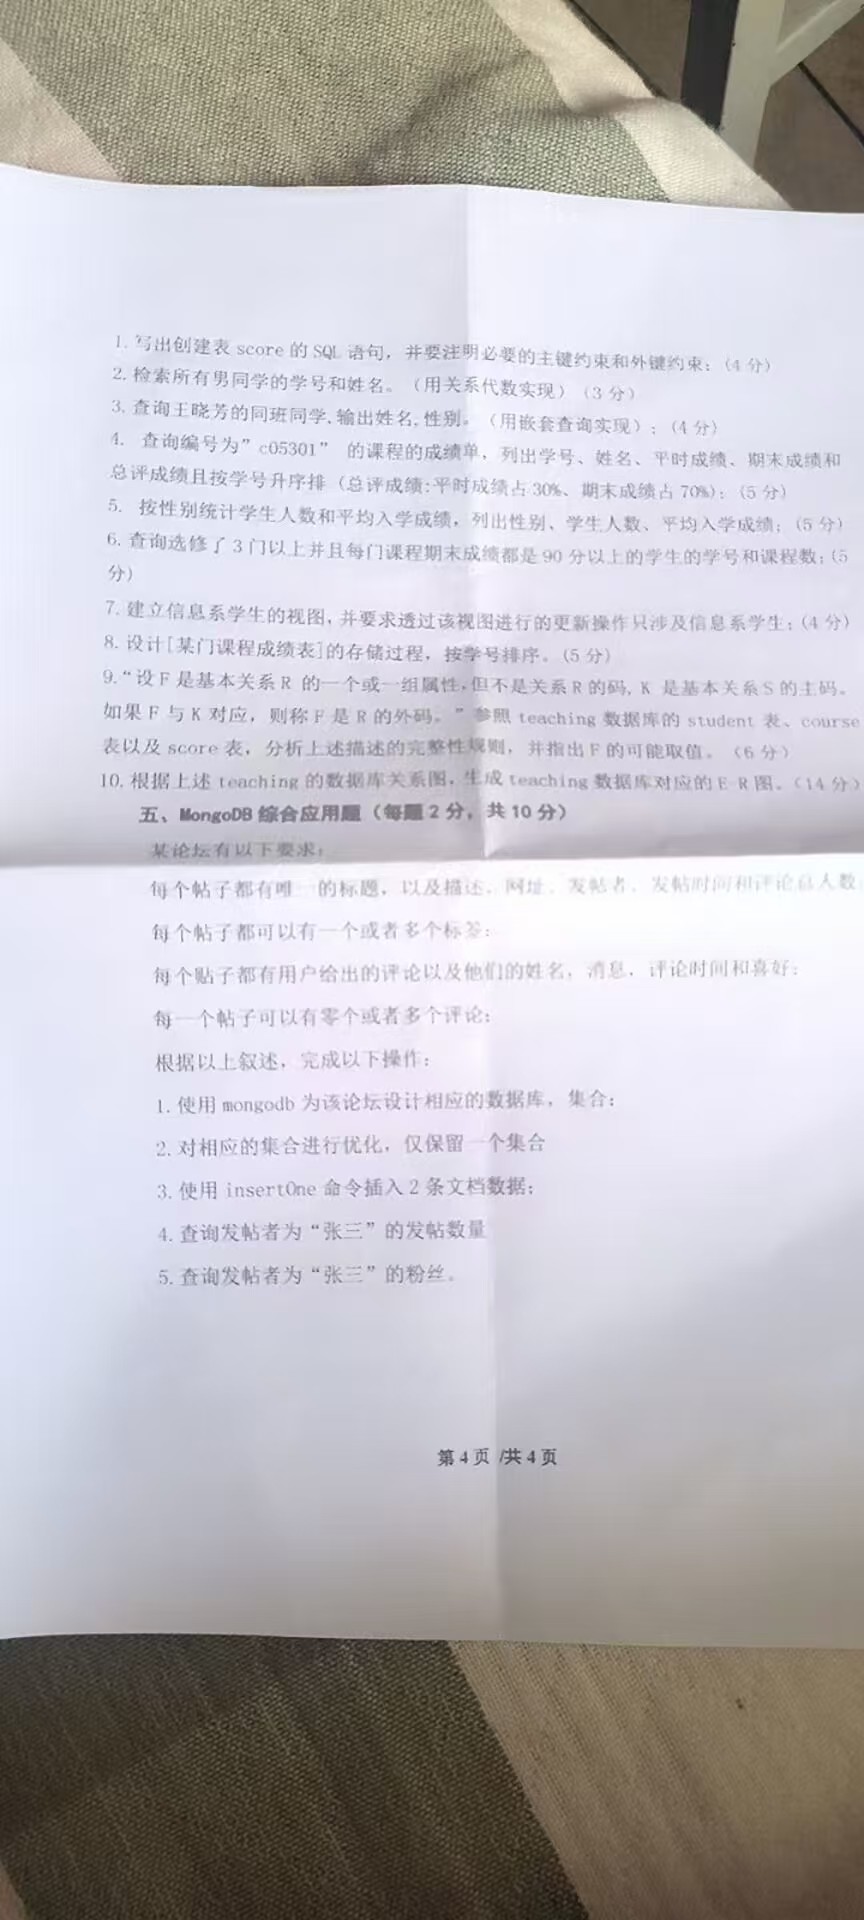 1. 写出创建表 score 的 SQL 语句，并要注明必要的主键约束和外键约束；(4 分)
2. 检索所有男同学的学号和姓名。（用关系代数实现）(3 分)
3. 查询王晓芳的同班同学,输出姓名,性别。（用嵌套查询实现）；(4 分)
4. 查询编号为"c05301" 的课程的成绩单，列出学号、姓名、平时成绩、期末成绩和
总评成绩且按学号升序排（总评成绩:平时成绩占 30%、期末成绩占 70%）；(5 分)
5. 按性别统计学生人数和平均入学成绩，列出性别、学生人数、平均入学成绩；(5 分)
6. 查询选修了 3 门以上并且每门课程期末成绩都是 90 分以上的学生的学号和课程数；(5
分)
7. 建立信息系学生的视图，并要求透过该视图进行的更新操作只涉及信息系学生；(4 分)
8. 设计[某门课程成绩表]的存储过程，按学号排序。(5 分)
9.“设 F 是基本关系 R 的一个或一组属性,但不是关系 R 的码, K 是基本关系 S 的主码。
如果 F 与 K 对应，则称 F 是 R 的外码。”参照 teaching 数据库的 student 表、course
表以及 score 表，分析上述描述的完整性规则，并指出 F 的可能取值。（6 分）
10. 根据上述 teaching 的数据库关系图，生成 teaching 数据库对应的 E-R 图。（14 分）
五、MongoDB 综合应用题（每题 2 分，共 10 分）
某论坛有以下要求：
每个帖子都有唯一的标题，以及描述、网址、发帖者、发帖时间和评论总人数
每个帖子都可以有一个或者多个标签；
每个贴子都有用户给出的评论以及他们的姓名，消息，评论时间和喜好；
每一个帖子可以有零个或者多个评论；
根据以上叙述，完成以下操作：
1. 使用 mongodb 为该论坛设计相应的数据库，集合；
2. 对相应的集合进行优化，仅保留一个集合
3. 使用 insertOne 命令插入 2 条文档数据；
4. 查询发帖者为“张三”的发帖数量
5. 查询发帖者为“张三”的粉丝。
第 4 页 /共 4 页